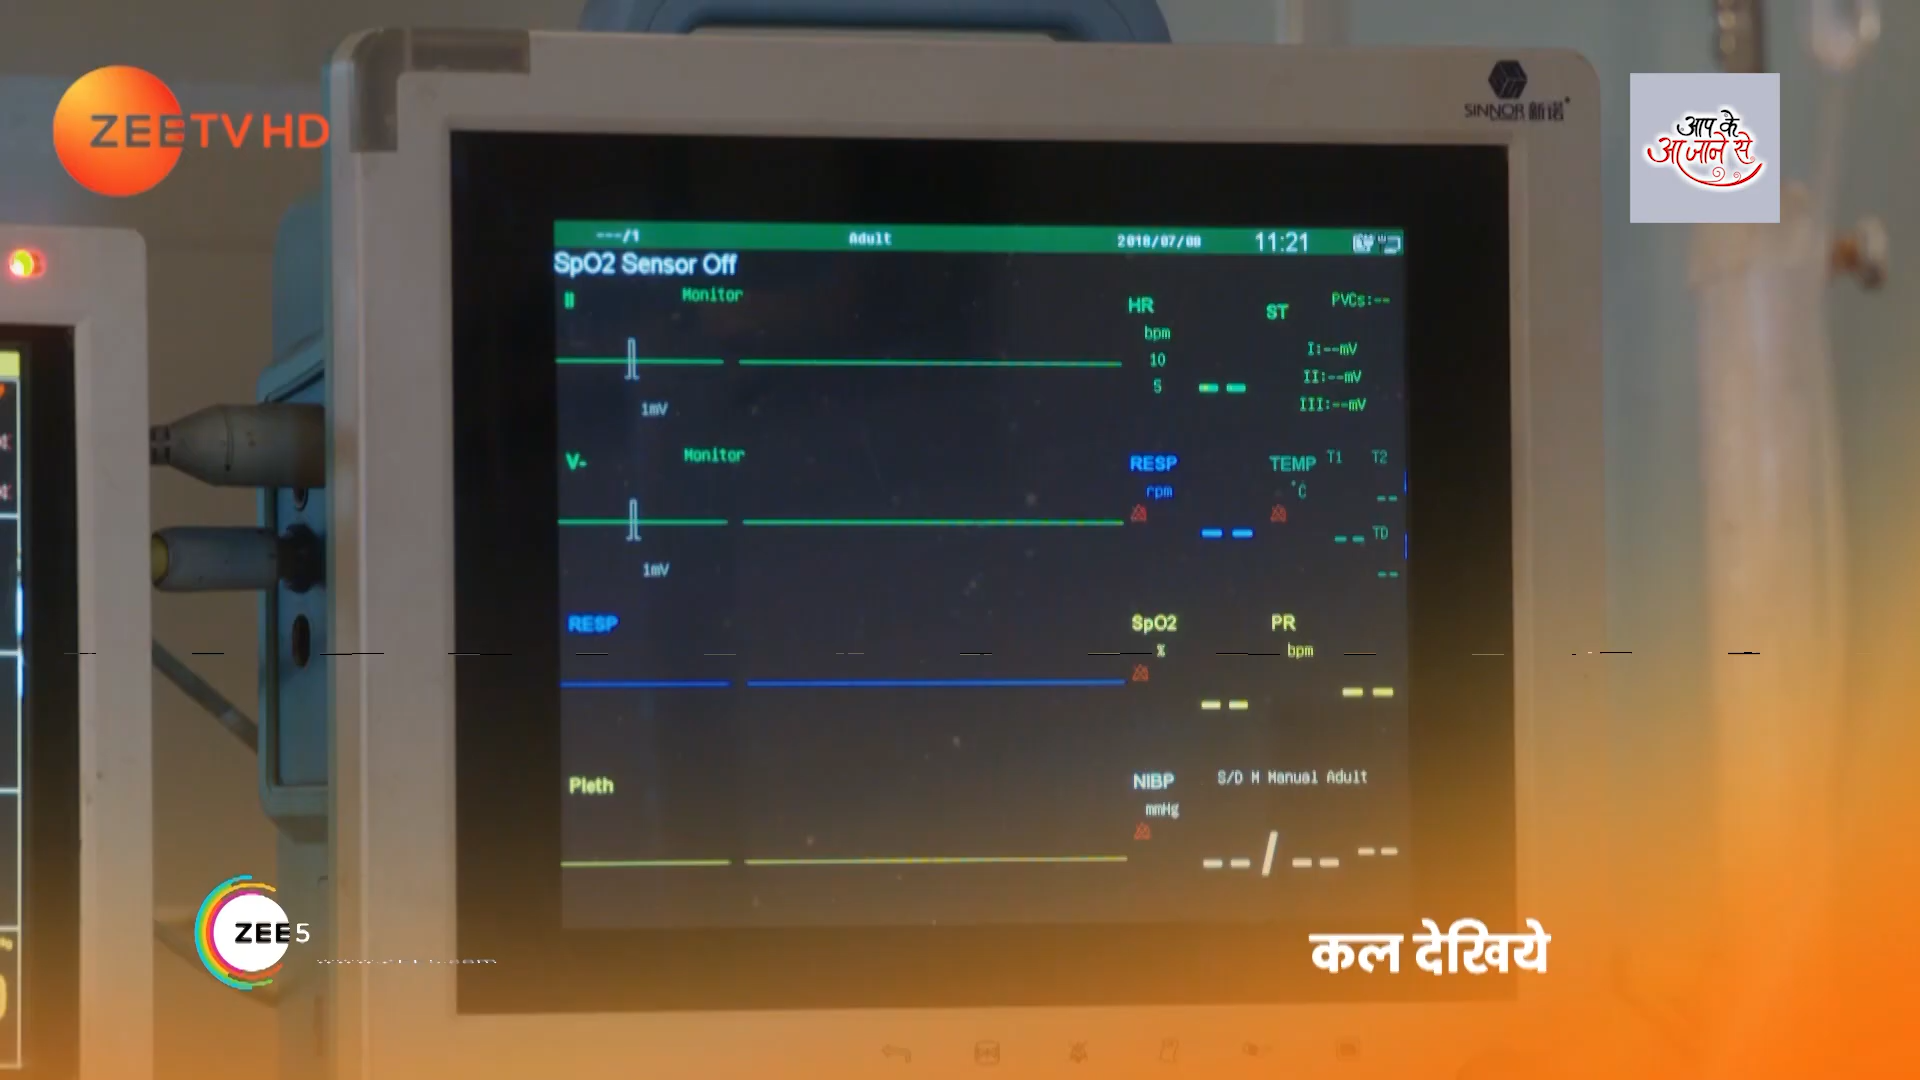 ZEE TV HD
SINNOR 新诺
आप के
आ जाने से
---/1 Adult 2018/07/08 11:21
SpO2 Sensor Off
II Monitor
HR
bpm
10
5
-- 
ST
PVCs:--
I:--mV
II:--mV
III:--mV
1mV
V- Monitor
1mV
RESP
rpm
--
TEMP T1 T2
°C
--
-- TD
--
RESP
SpO2
%
--
PR
bpm
--
Pleth
NIBP S/D M Manual Adult
mmHg
--/-- --
ZEE5
कल देखिये